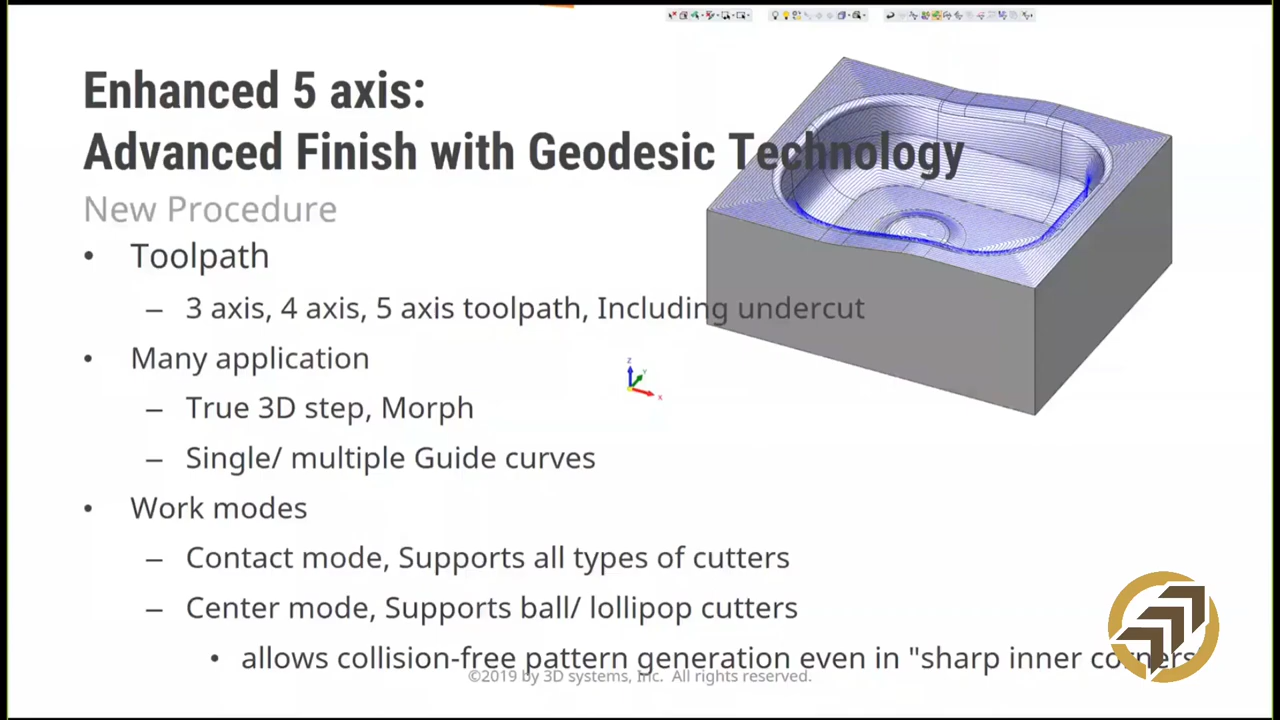 Enhanced 5 axis:
Advanced Finish with Geodesic Technology
New Procedure
• Toolpath
– 3 axis, 4 axis, 5 axis toolpath, Including undercut
• Many application
– True 3D step, Morph
– Single/ multiple Guide curves
• Work modes
– Contact mode, Supports all types of cutters
– Center mode, Supports ball/ lollipop cutters
• allows collision-free pattern generation even in "sharp inner corners"
©2019 by 3D systems, Inc. All rights reserved.
Z
Y
X